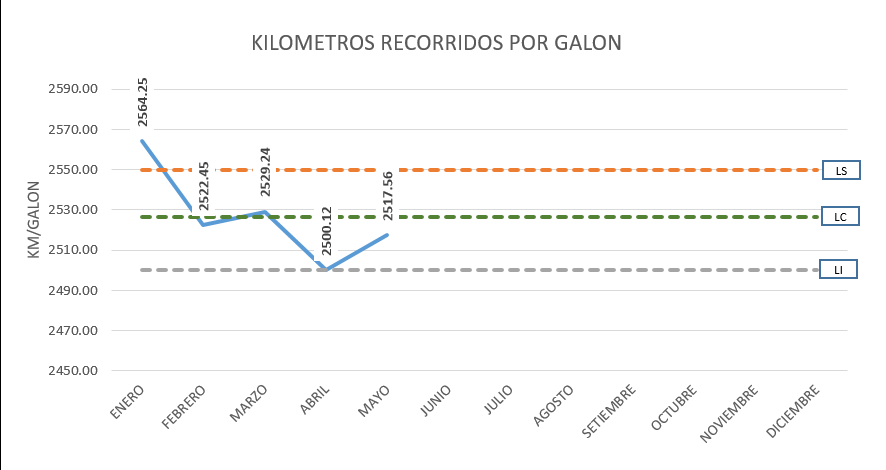 KILOMETROS RECORRIDOS POR GALON
KM/GALON
2590.00
2570.00
2550.00
2530.00
2510.00
2490.00
2470.00
2450.00
2564.25
2522.45
2529.24
2500.12
2517.56
LS
LC
LI
ENERO
FEBRERO
MARZO
ABRIL
MAYO
JUNIO
JULIO
AGOSTO
SETIEMBRE
OCTUBRE
NOVIEMBRE
DICIEMBRE